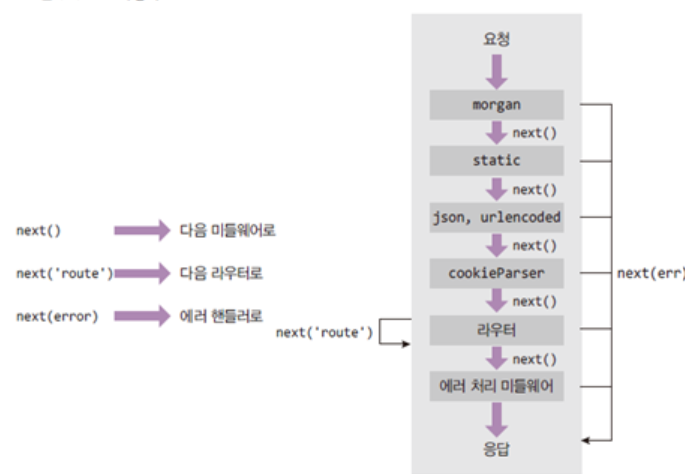 요청
morgan
next()
static
next()
json, urlencoded
next()
cookieParser
next()
라우터
next()
에러 처리 미들웨어
응답
next() 다음 미들웨어로
next('route') 다음 라우터로
next(error) 에러 핸들러로
next('route')
next(err)